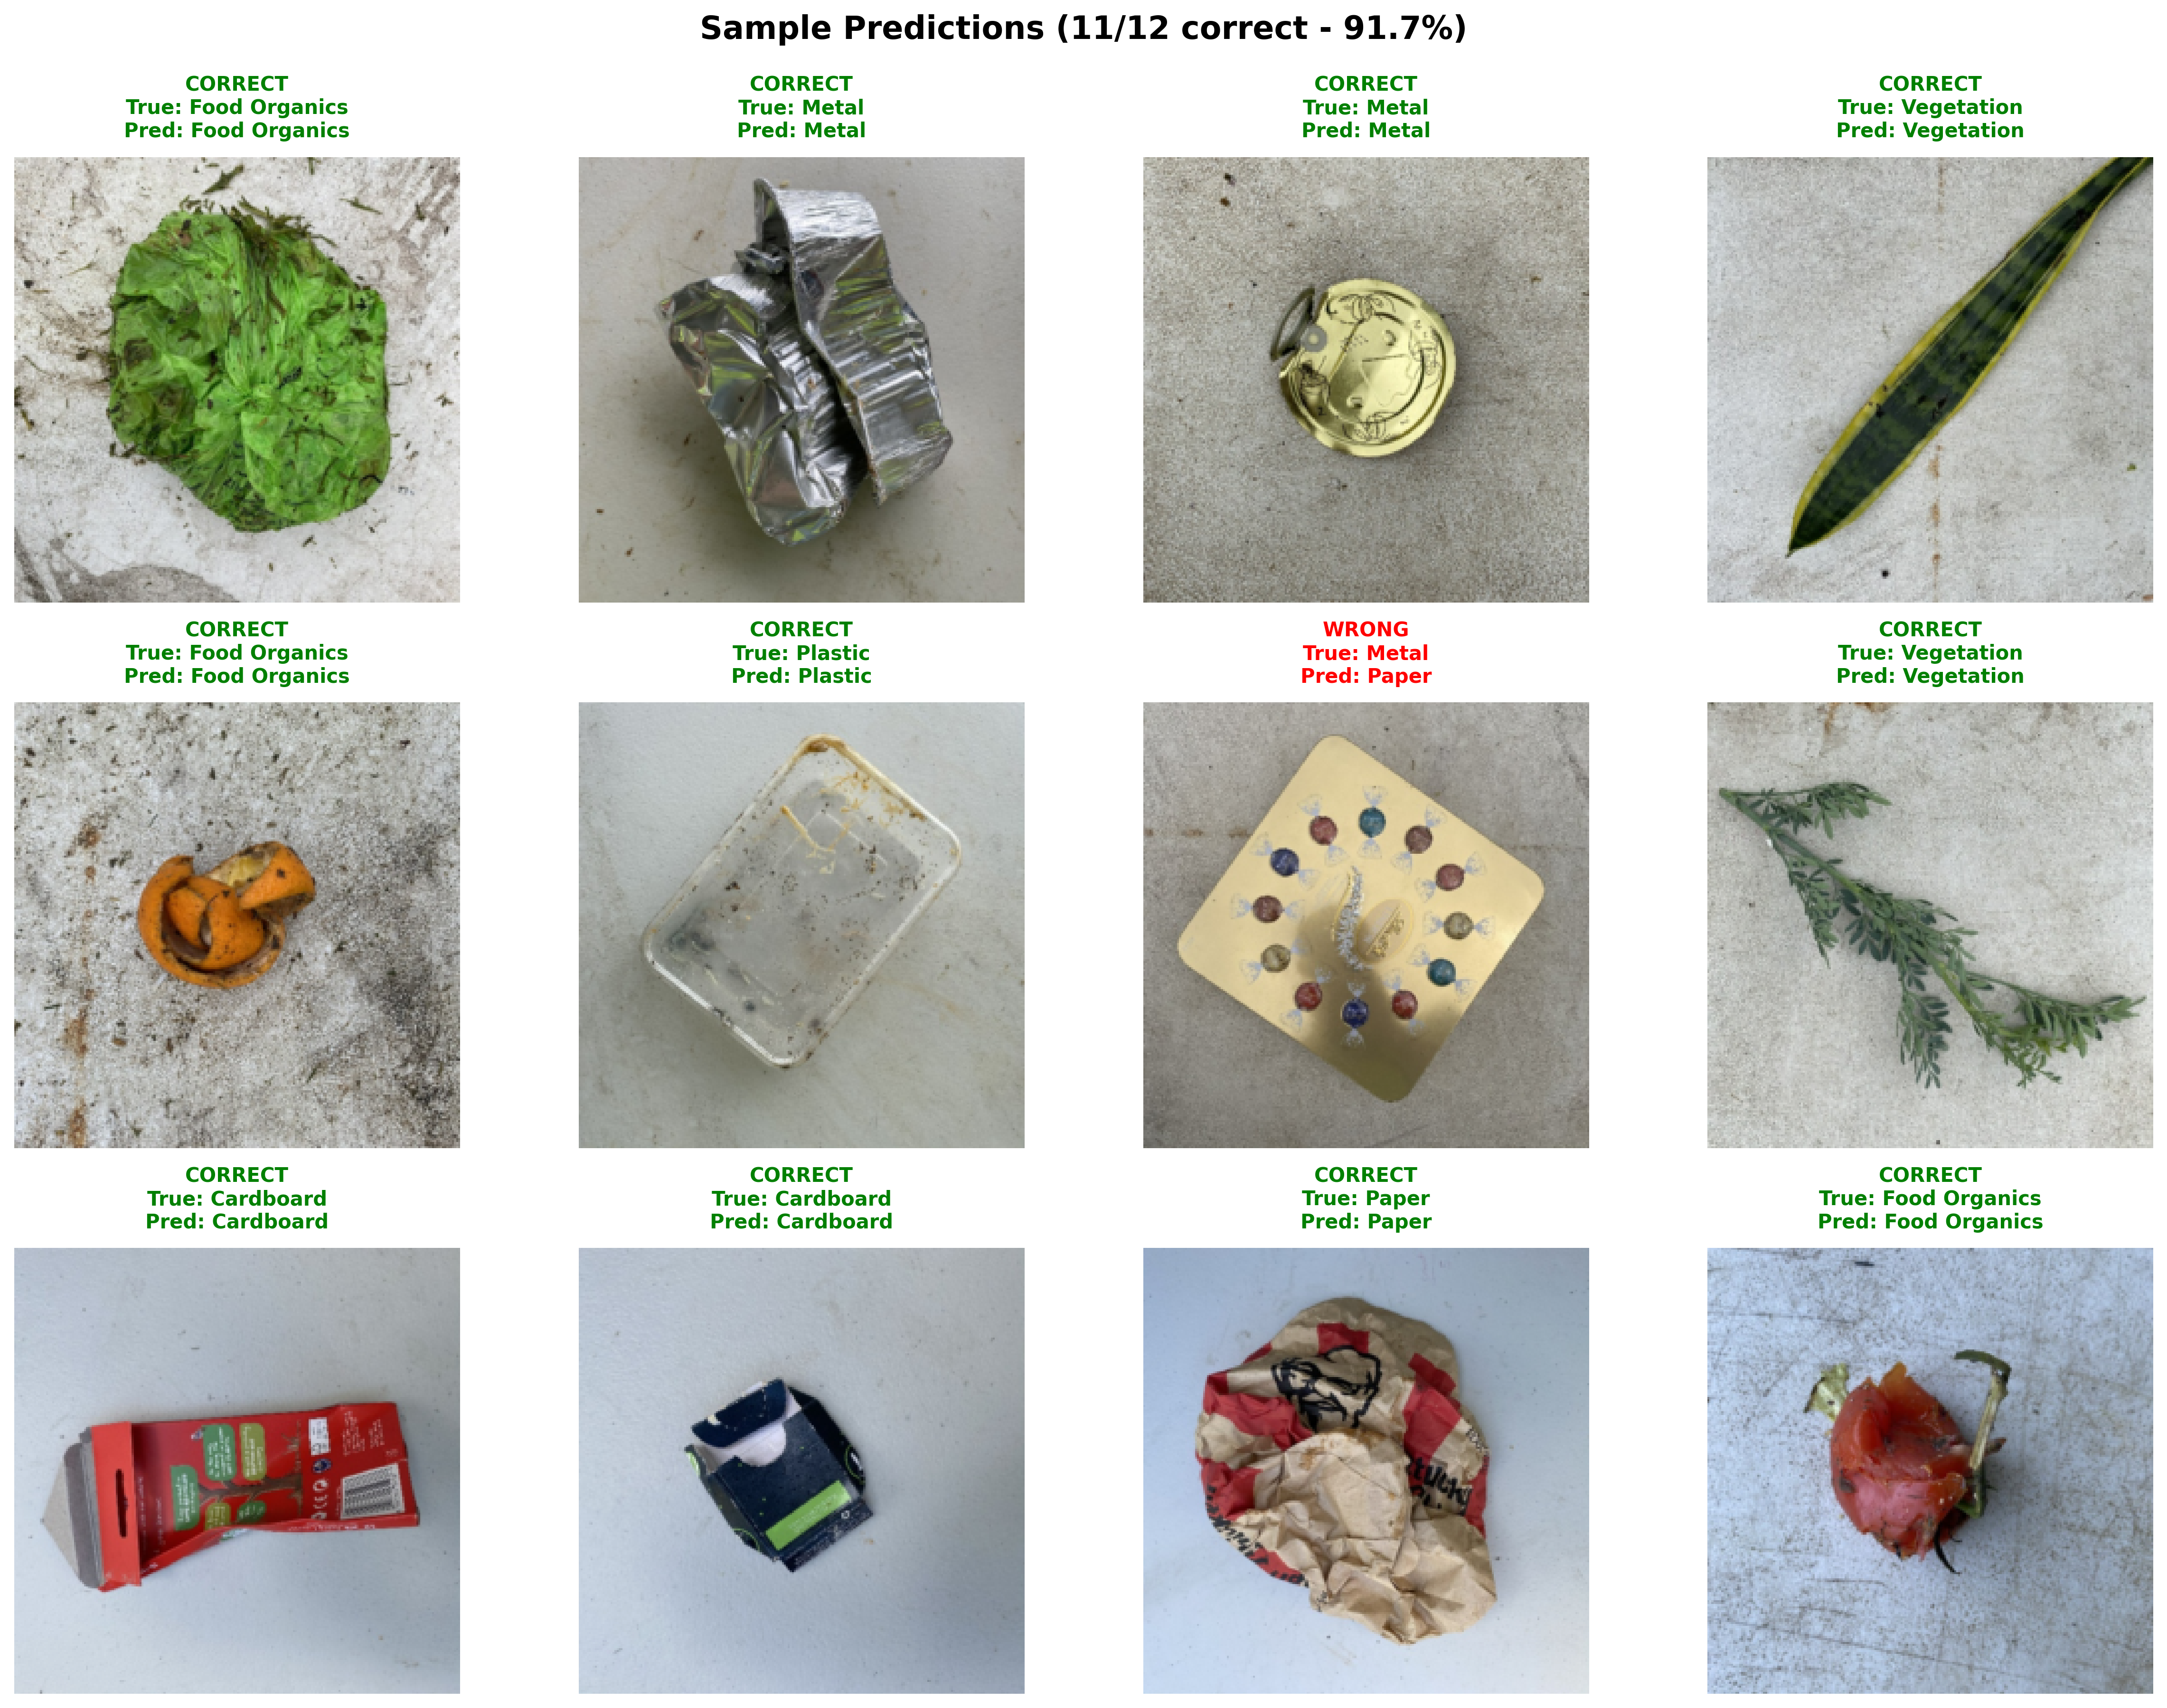 Sample Predictions (11/12 correct - 91.7%)
CORRECT
True: Food Organics
Pred: Food Organics
CORRECT
True: Metal
Pred: Metal
CORRECT
True: Metal
Pred: Metal
CORRECT
True: Vegetation
Pred: Vegetation
CORRECT
True: Food Organics
Pred: Food Organics
CORRECT
True: Plastic
Pred: Plastic
WRONG
True: Metal
Pred: Paper
CORRECT
True: Vegetation
Pred: Vegetation
CORRECT
True: Cardboard
Pred: Cardboard
CORRECT
True: Cardboard
Pred: Cardboard
CORRECT
True: Paper
Pred: Paper
CORRECT
True: Food Organics
Pred: Food Organics